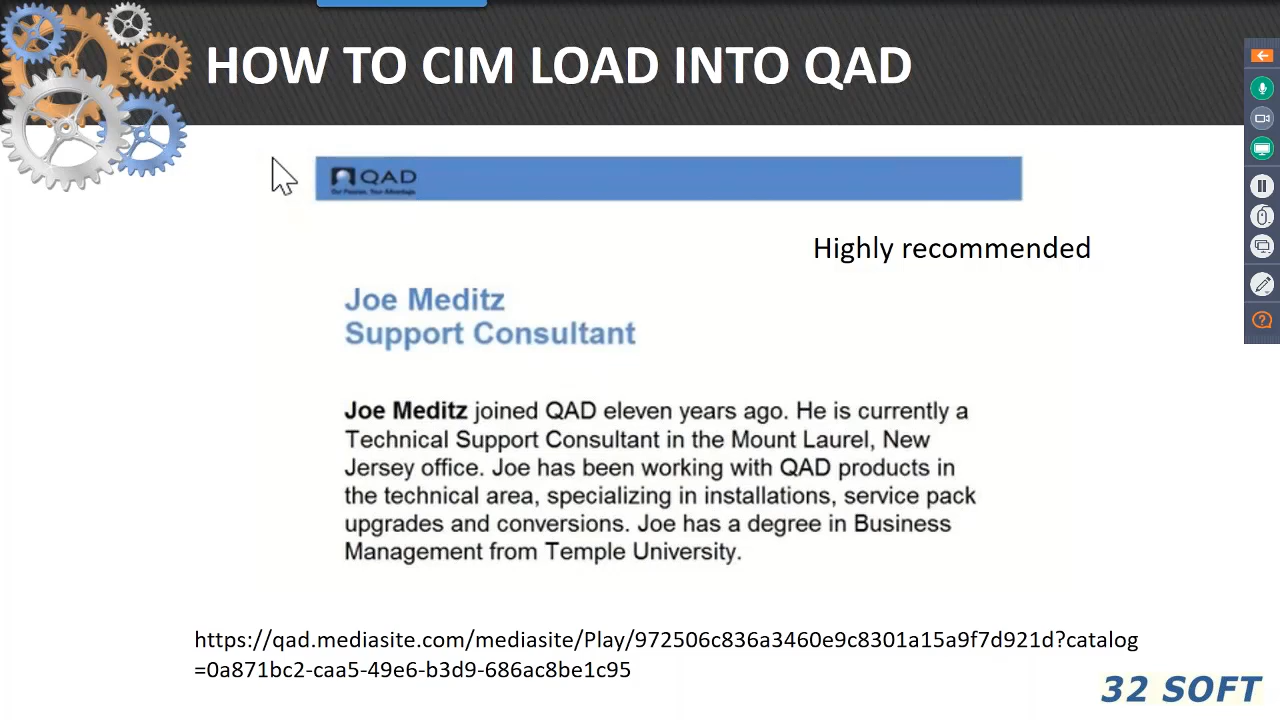 HOW TO CIM LOAD INTO QAD
QAD
Highly recommended
Joe Meditz
Support Consultant
Joe Meditz joined QAD eleven years ago. He is currently a
Technical Support Consultant in the Mount Laurel, New
Jersey office. Joe has been working with QAD products in
the technical area, specializing in installations, service pack
upgrades and conversions. Joe has a degree in Business
Management from Temple University.
https://qad.mediasite.com/mediasite/Play/972506c836a3460e9c8301a15a9f7d921d?catalog
=0a871bc2-caa5-49e6-b3d9-686ac8be1c95
32 SOFT